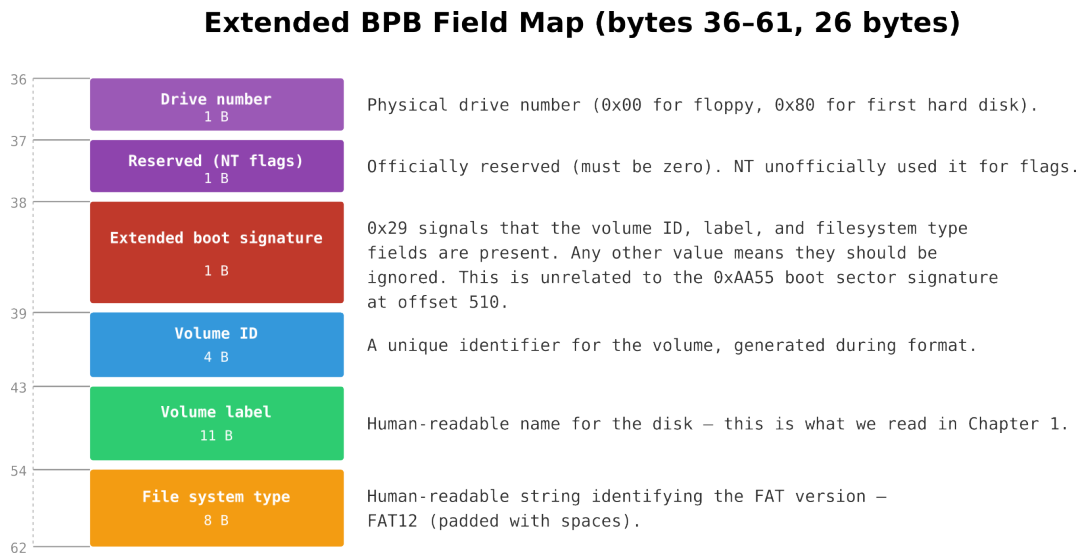 Extended BPB Field Map (bytes 36–61, 26 bytes)
36
Drive number
1 B
Physical drive number (0x00 for floppy, 0x80 for first hard disk).
37
Reserved (NT flags)
1 B
Officially reserved (must be zero). NT unofficially used it for flags.
38
Extended boot signature
1 B
0x29 signals that the volume ID, label, and filesystem type
fields are present. Any other value means they should be
ignored. This is unrelated to the 0xAA55 boot sector signature
at offset 510.
39
Volume ID
4 B
A unique identifier for the volume, generated during format.
43
Volume label
11 B
Human-readable name for the disk — this is what we read in Chapter 1.
54
File system type
8 B
Human-readable string identifying the FAT version —
FAT12 (padded with spaces).
62